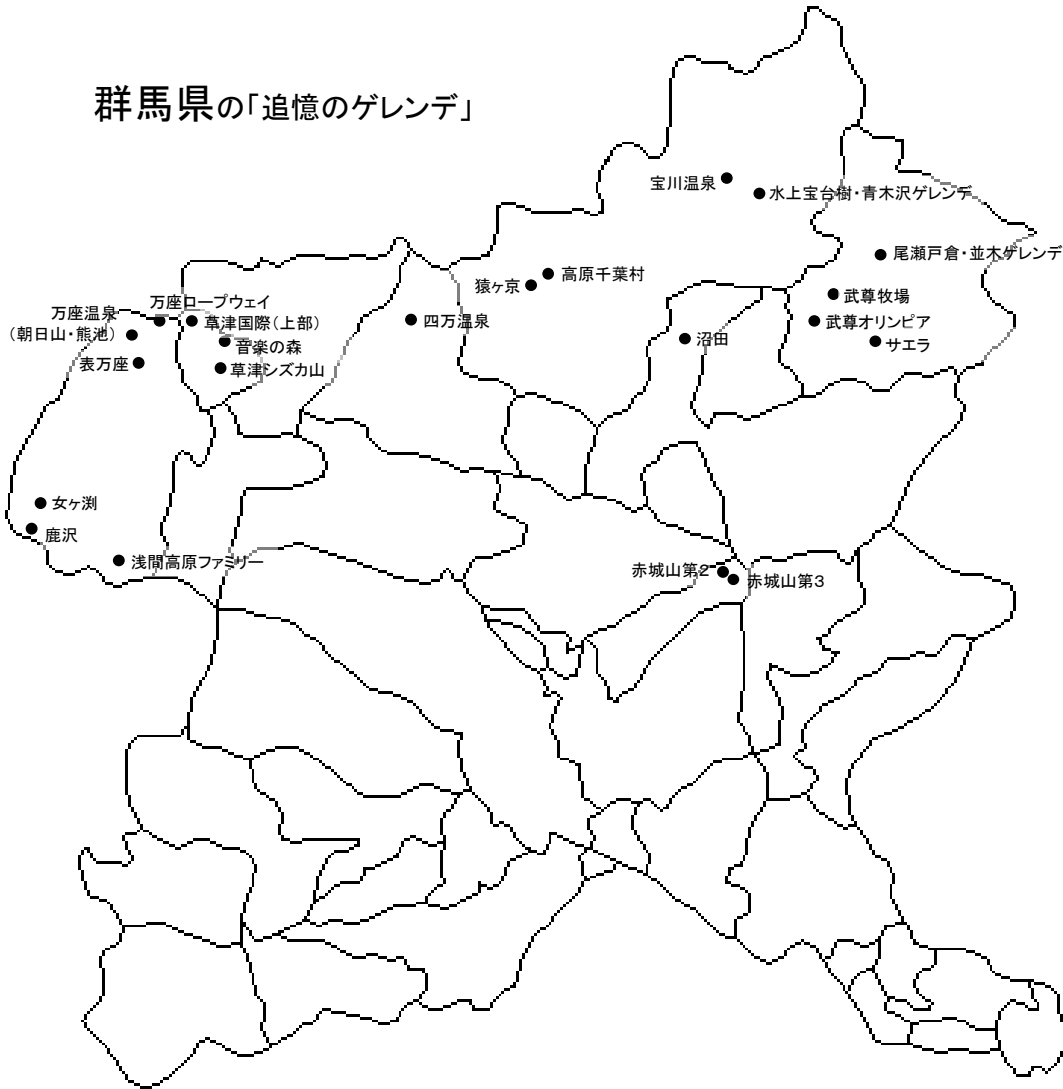 群馬県の「追憶のゲレンデ」
宝川温泉
水上宝台樹・青木沢ゲレンデ
尾瀬戸倉・並木ゲレンデ
高原千葉村
猿ヶ京
武尊牧場
万座ロープウェイ
万座温泉
（朝日山・熊池）
草津国際（上部）
四万温泉
武尊オリンピア
沼田
サエラ
音楽の森
表万座
草津シズカ山
女ヶ渕
鹿沢
浅間高原ファミリー
赤城山第2
赤城山第3